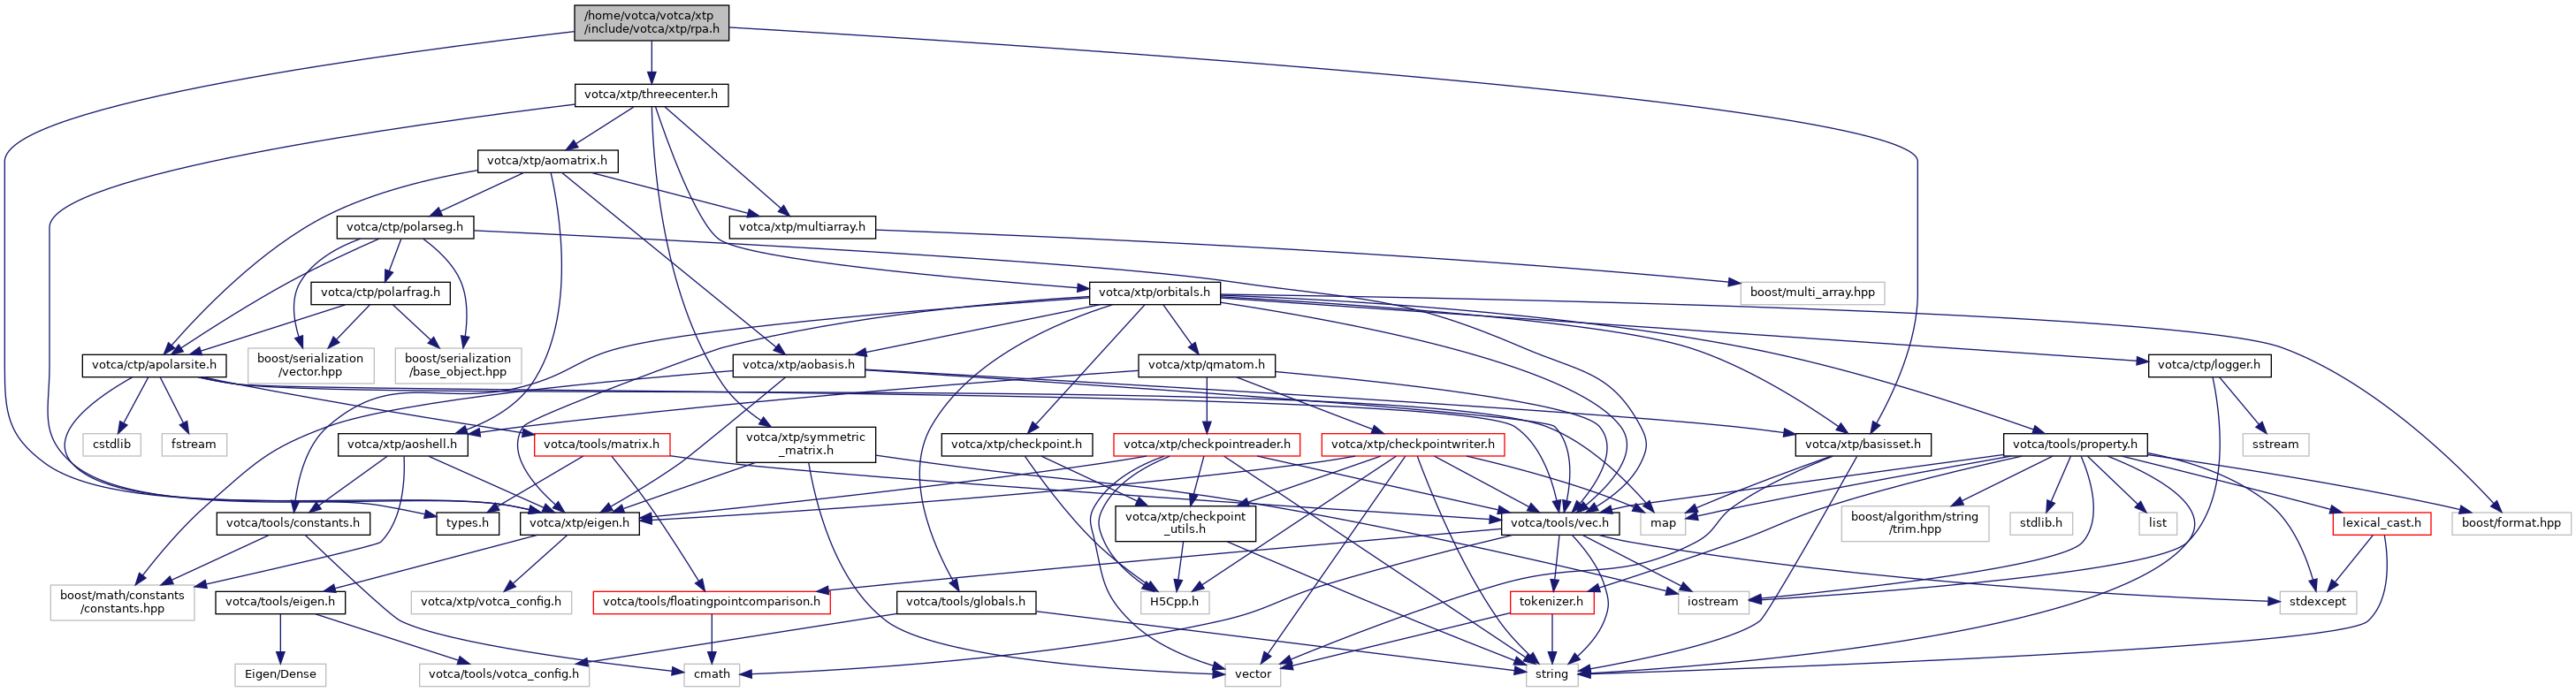 /home/votca/votca/xtp
/include/votca/xtp/rpa.h
votca/xtp/threecenter.h
votca/xtp/aomatrix.h
votca/ctp/polarseg.h
votca/xtp/multiarray.h
votca/ctp/polarfrag.h
votca/xtp/orbitals.h
boost/multi_array.hpp
votca/ctp/apolarsite.h
boost/serialization
/vector.hpp
boost/serialization
/base_object.hpp
votca/xtp/aobasis.h
votca/xtp/qmatom.h
votca/ctp/logger.h
cstdlib
fstream
votca/xtp/aoshell.h
votca/tools/matrix.h
votca/xtp/symmetric
_matrix.h
votca/xtp/checkpoint.h
votca/xtp/checkpointreader.h
votca/xtp/checkpointwriter.h
votca/xtp/basisset.h
votca/tools/property.h
sstream
votca/tools/constants.h
types.h
votca/xtp/eigen.h
votca/xtp/checkpoint
_utils.h
votca/tools/vec.h
map
boost/algorithm/string
/trim.hpp
stdlib.h
list
lexical_cast.h
boost/format.hpp
boost/math/constants
/constants.hpp
votca/tools/eigen.h
votca/xtp/votca_config.h
votca/tools/floatingpointcomparison.h
votca/tools/globals.h
H5Cpp.h
tokenizer.h
iostream
stdexcept
Eigen/Dense
votca/tools/votca_config.h
cmath
vector
string